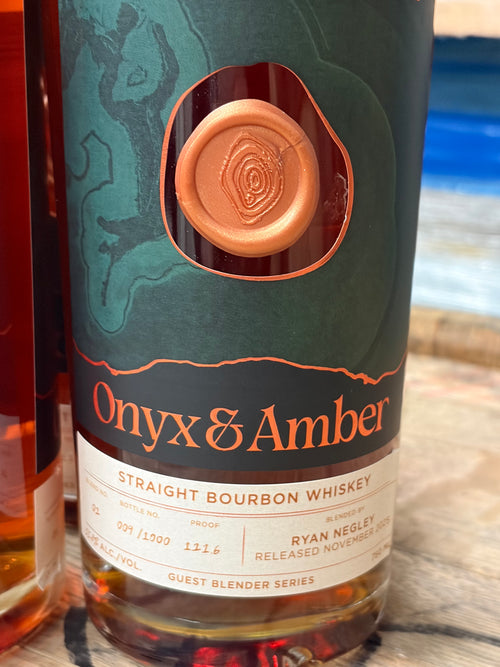 Onyx & Amber
STRAIGHT BOURBON WHISKEY
BOTTLE NO. PROOF BLENDED BY
009/1000 111.6 RYAN NEGLEY
RELEASED NOVEMBER 2025
ALC./VOL. 750
GUEST BLENDER SERIES